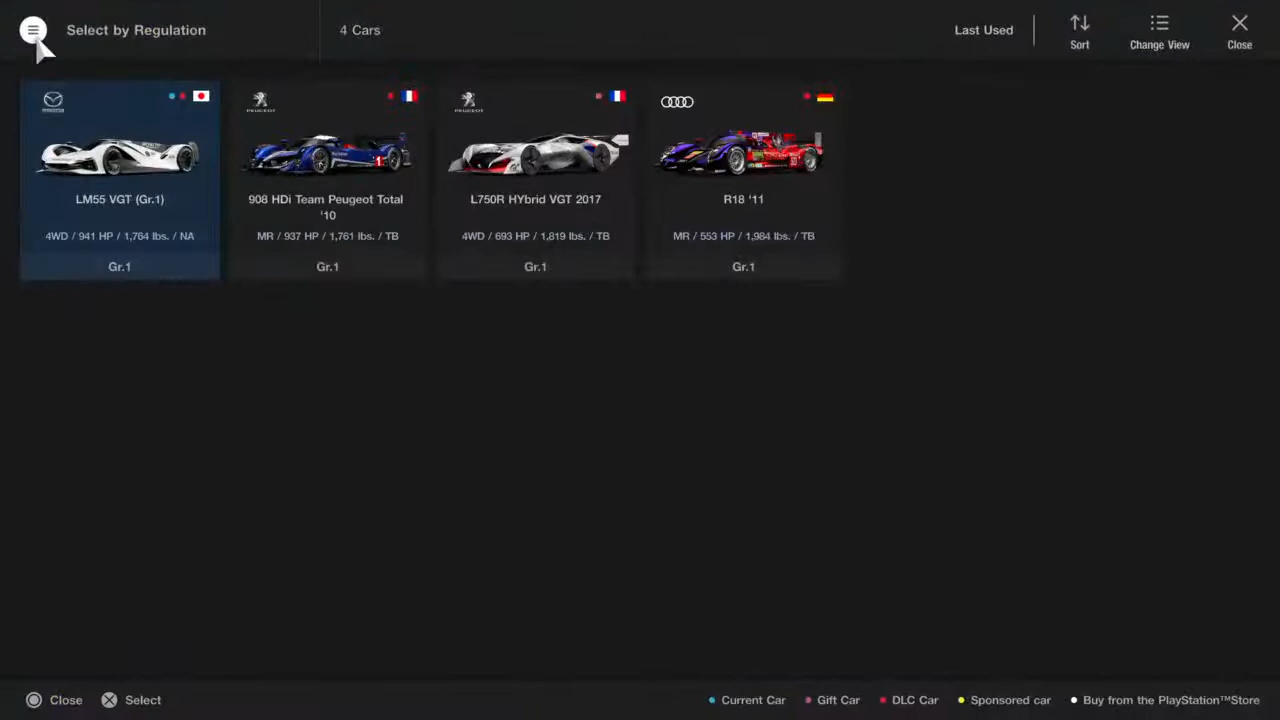 Select by Regulation
4 Cars
Last Used
Sort
Change View
Close
LM55 VGT (Gr.1)
4WD / 941 HP / 1,764 lbs. / NA
Gr.1
PEUGEOT
908 HDi Team Peugeot Total
'10
MR / 937 HP / 1,761 lbs. / TB
Gr.1
PEUGEOT
L750R HYbrid VGT 2017
4WD / 693 HP / 1,819 lbs. / TB
Gr.1
R18 '11
MR / 553 HP / 1,984 lbs. / TB
Gr.1
Close
Select
Current Car
Gift Car
DLC Car
Sponsored car
Buy from the PlayStation™Store